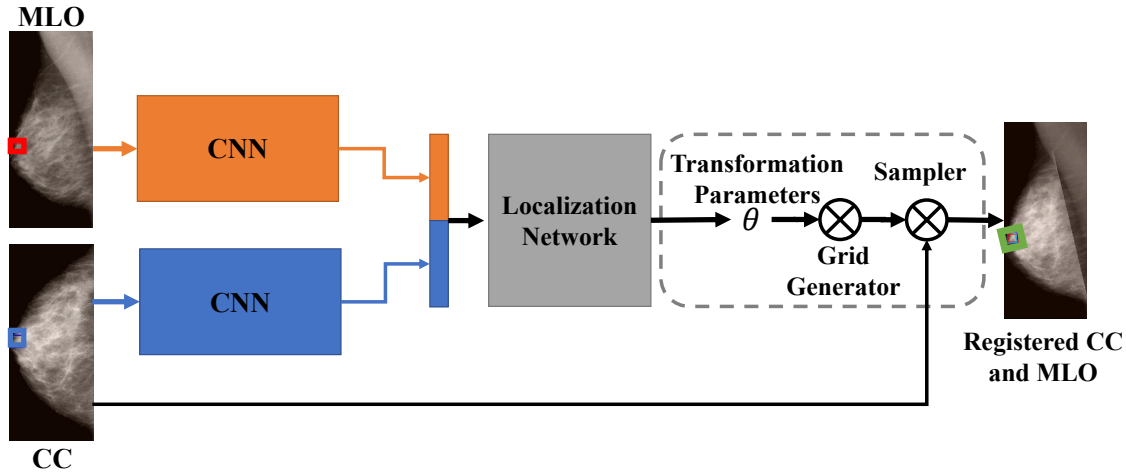 MLO
CNN
CNN
CC
Localization
Network
Transformation
Parameters
θ
Grid
Generator
Sampler
Registered CC
and MLO